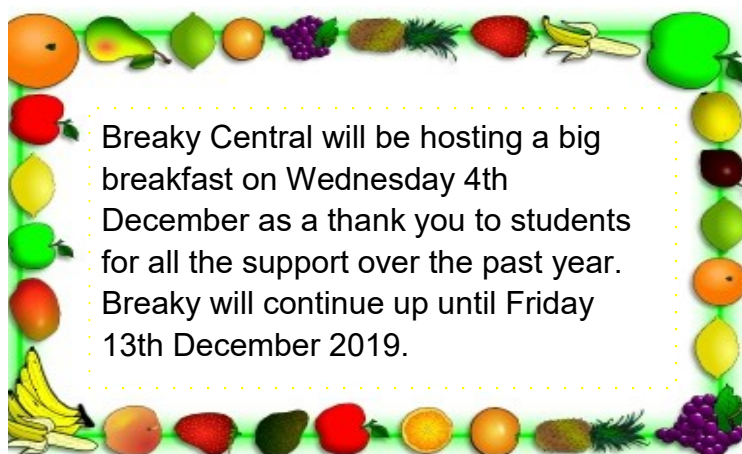 Breaky Central will be hosting a big
breakfast on Wednesday 4th
December as a thank you to students
for all the support over the past year.
Breaky will continue up until Friday
13th December 2019.